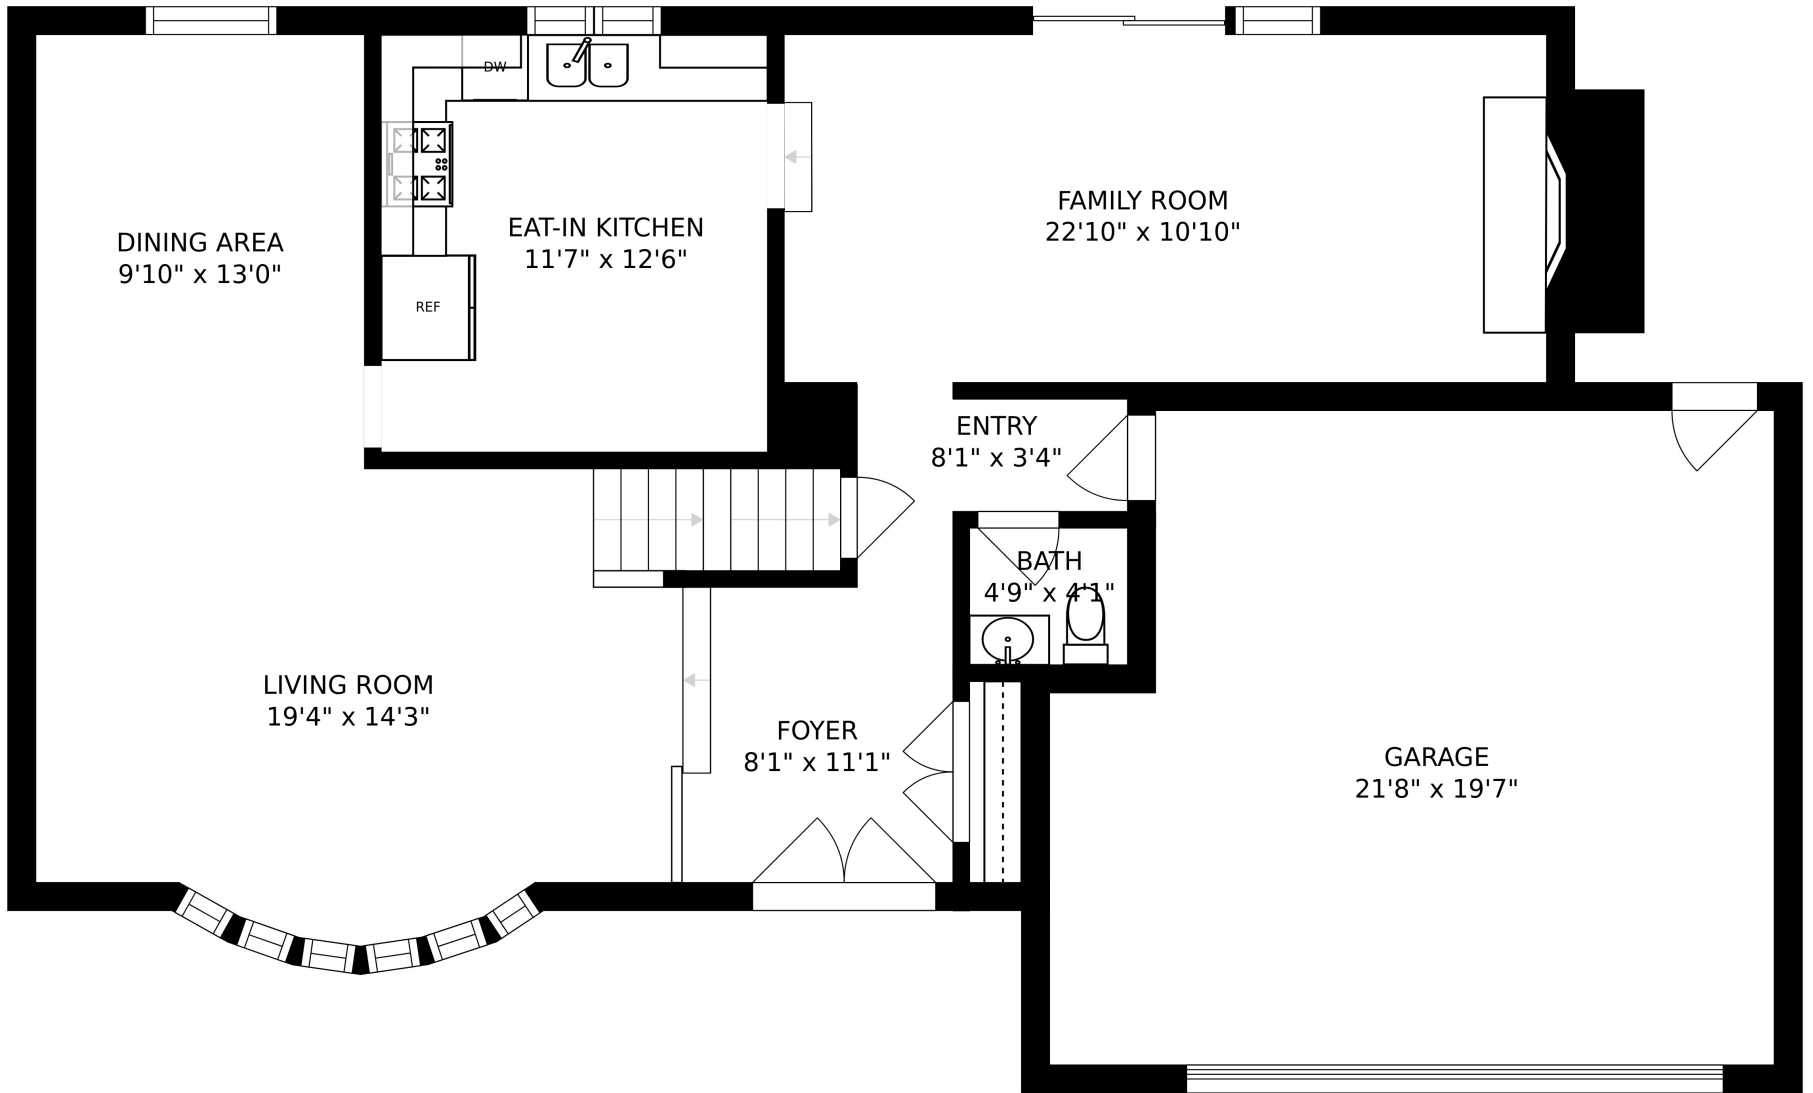 DW
FAMILY ROOM
22'10" x 10'10"
EAT-IN KITCHEN
11'7" x 12'6"
DINING AREA
9'10" x 13'0"
REF
ENTRY
8'1" x 3'4"
BATH
4'9" x 4'1"
LIVING ROOM
19'4" x 14'3"
FOYER
8'1" x 11'1"
GARAGE
21'8" x 19'7"